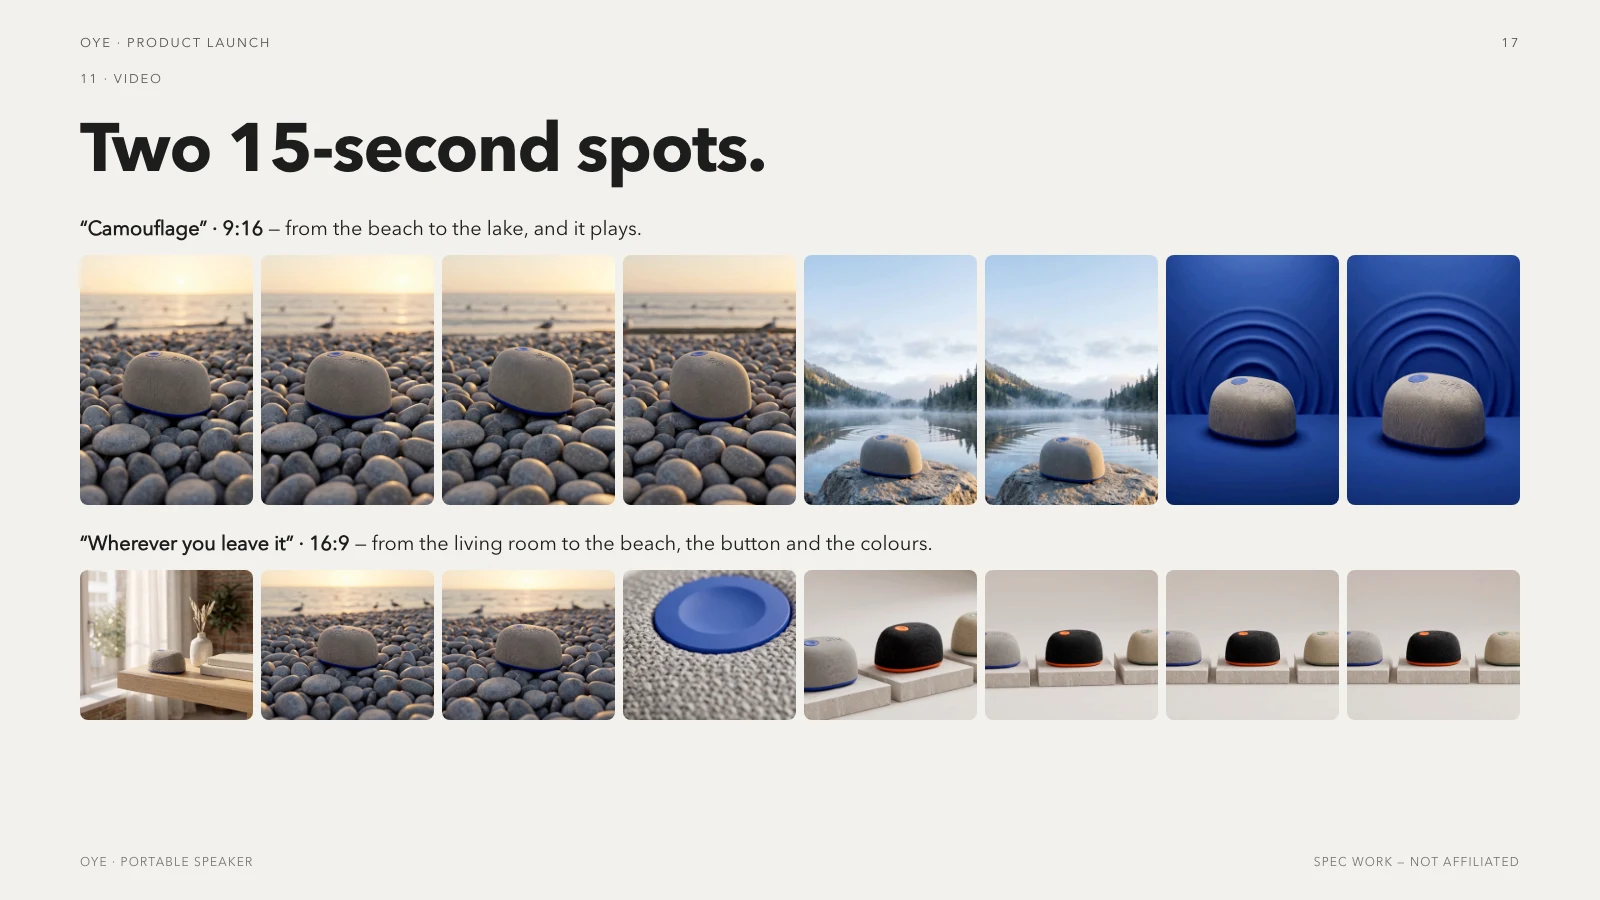 OYE · PRODUCT LAUNCH
17
11 · VIDEO
Two 15-second spots.
“Camouflage” · 9:16 — from the beach to the lake, and it plays.
“Wherever you leave it” · 16:9 — from the living room to the beach, the button and the colours.
OYE · PORTABLE SPEAKER
SPEC WORK — NOT AFFILIATED